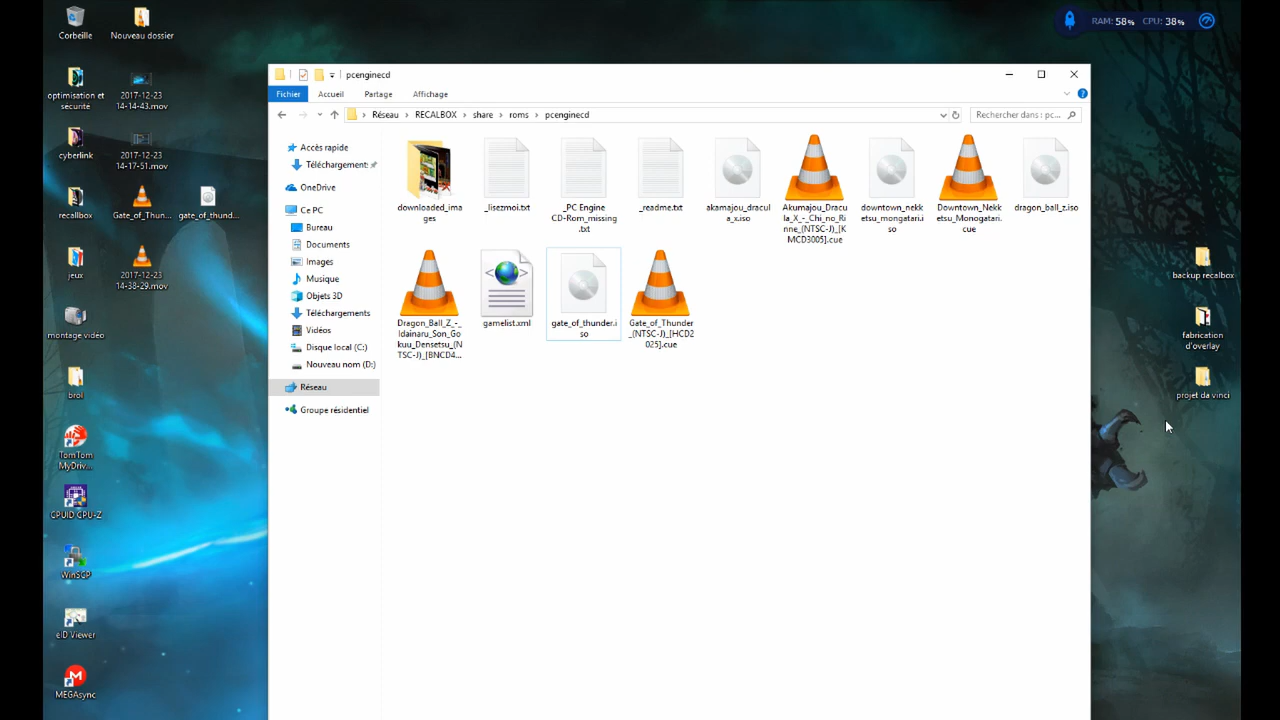 Corbeille
Nouveau dossier
RAM: 58% CPU: 38%
optimisation et
sécurité
2017-12-23
14-14-43.mov
cyberlink
2017-12-23
14-17-51.mov
recallbox
Gate_of_Thun...
gate_of_thund...
jeux
2017-12-23
14-38-29.mov
montage video
brol
TomTom
MyDriv...
CPUID CPU-Z
WinSCP
eID Viewer
MEGAsync
pcenginecd
Fichier
Accueil
Partage
Affichage
Réseau > RECALBOX > share > roms > pcenginecd
Rechercher dans : pc...
Accès rapide
Téléchargement:
OneDrive
Ce PC
Bureau
Documents
Images
Musique
Objets 3D
Téléchargements
Vidéos
Disque local (C:)
Nouveau nom (D:)
Réseau
Groupe résidentiel
downloaded_ima
ges
_lisezmoi.txt
_PC Engine
CD-Rom_missing
.txt
_readme.txt
akamajou_dracul
a_x.iso
Akumajou_Dracu
la_X_-_Chi_no_Ri
nne_(NTSC-J)_[K
MCD3005].cue
downtown_nekk
etsu_mongatari.i
so
Downtown_Nekk
etsu_Monogatari.
cue
dragon_ball_z.iso
Dragon_Ball_Z_-_
Idainaru_Son_Go
kuu_Densetsu_(N
TSC-J)_[BNCD4...
gamelist.xml
gate_of_thunder.i
so
Gate_of_Thunder
_(NTSC-J)_[HCD2
025].cue
backup recalbox
fabrication
d'overlay
projet da vinci